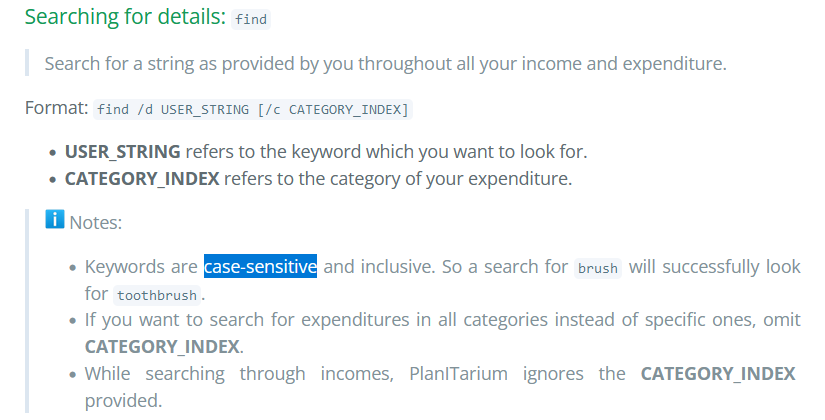 Searching for details: find
Search for a string as provided by you throughout all your income and expenditure.
Format: find /d USER_STRING [/c CATEGORY_INDEX]
• USER_STRING refers to the keyword which you want to look for.
• CATEGORY_INDEX refers to the category of your expenditure.
ℹ️ Notes:
• Keywords are case-sensitive and inclusive. So a search for brush will successfully look
for toothbrush.
• If you want to search for expenditures in all categories instead of specific ones, omit
CATEGORY_INDEX.
• While searching through incomes, PlanITarium ignores the CATEGORY_INDEX
provided.